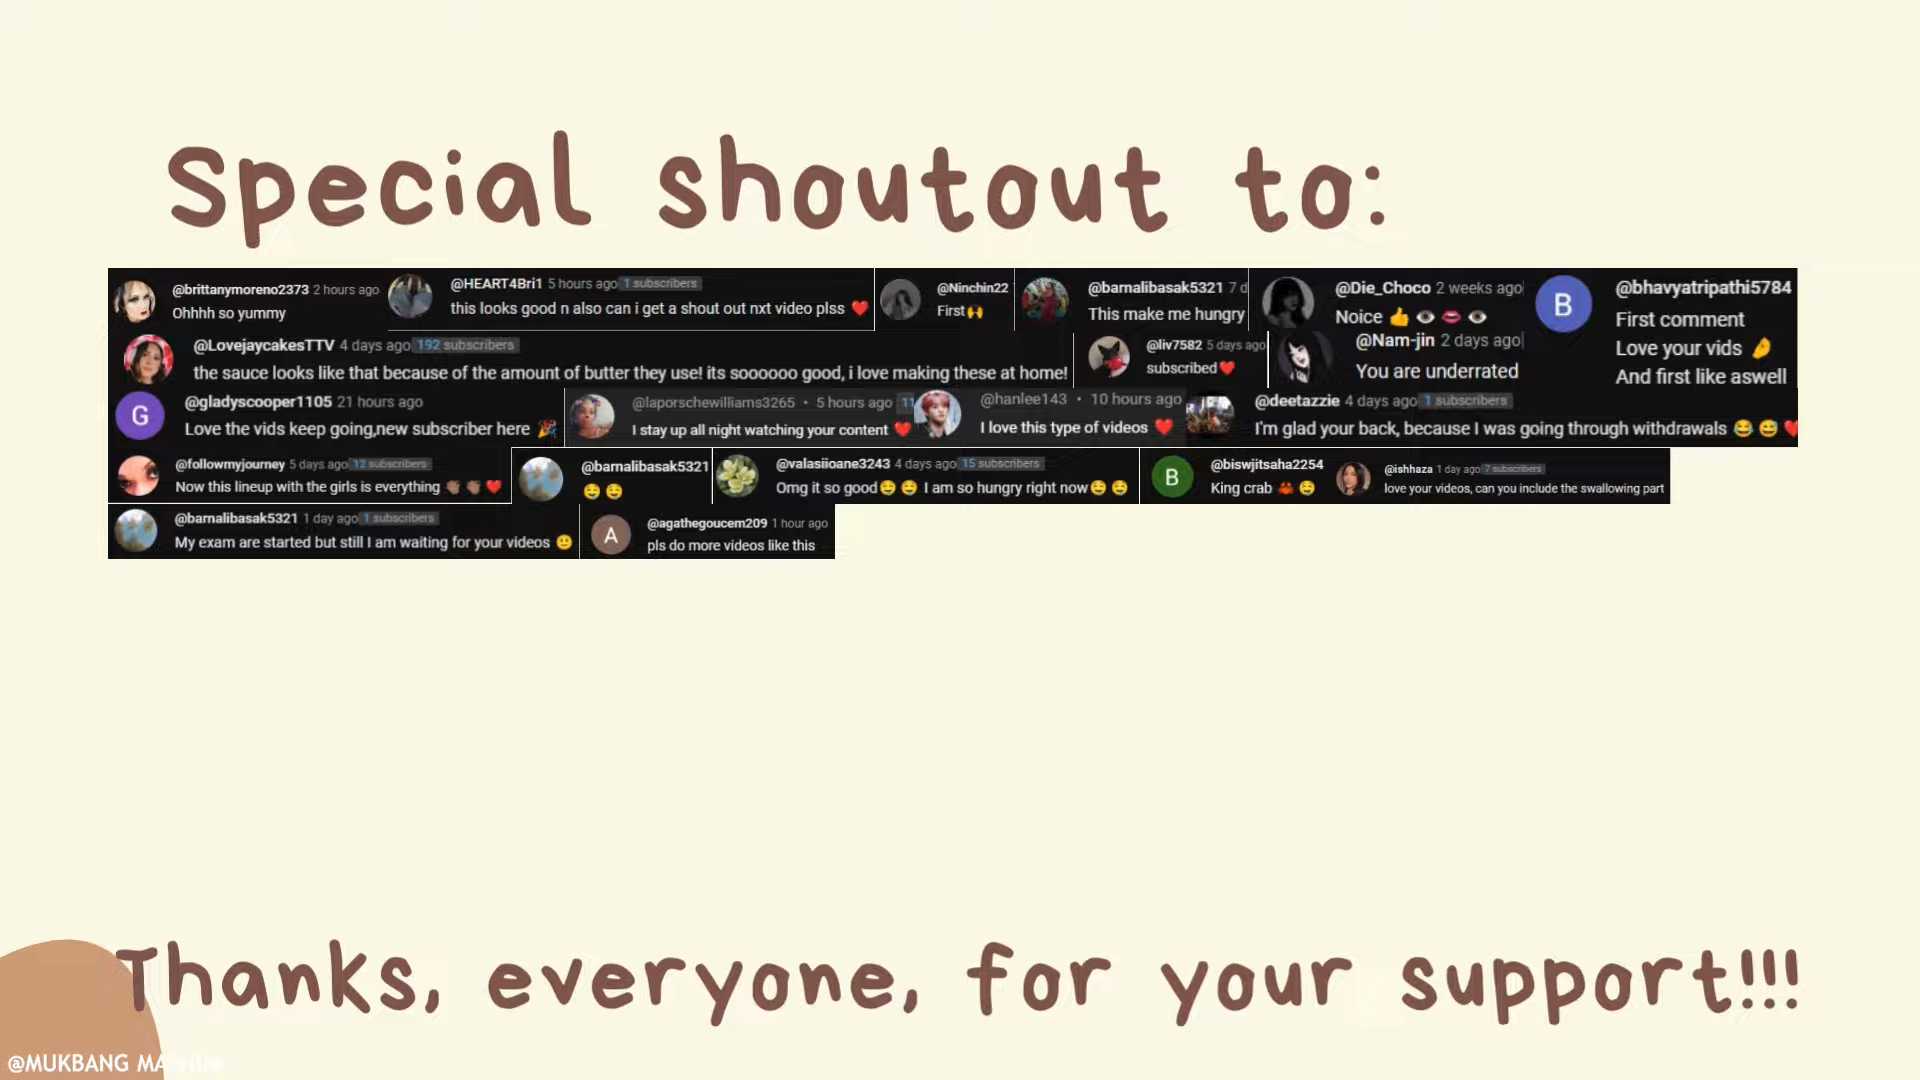 Special shoutout to:
@brittanymoreno2373 2 hours ago
Ohhhh so yummy
@HEART4Bri1 5 hours ago 1 subscribers
this looks good n also can i get a shout out nxt video plss ❤️
@Ninchin22
First🙌
@barnalibasak5321 7 d
This make me hungry
@Die_Choco 2 weeks ago
Noice 👍 👁️ 👄 👁️
B
@bhavyatripathi5784
First comment
Love your vids 🤌
And first like aswell
@LovejaycakesTTV 4 days ago 192 subscribers
the sauce looks like that because of the amount of butter they use! its soooooo good, i love making these at home!
@liv7582 5 days ago
subscribed❤️
@Nam-jin 2 days ago
You are underrated
G
@gladyscooper1105 21 hours ago
Love the vids keep going,new subscriber here 🎉
@laporschewilliams3265 • 5 hours ago 11
I stay up all night watching your content ❤️
@hanlee143 • 10 hours ago
I love this type of videos ❤️
@deetazzie 4 days ago 1 subscribers
I'm glad your back, because I was going through withdrawals 😂 😅 ❤️
@followmyjourney 5 days ago 12 subscribers
Now this lineup with the girls is everything 👏🏽 👏🏽 ❤️
@barnalibasak5321
🤤 🤤
@valasiioane3243 4 days ago 15 subscribers
Omg it so good🤤 🤤 I am so hungry right now🤤 🤤
B
@biswjitsaha2254
King crab 🦀 🤤
@ishhaza 1 day ago 7 subscribers
love your videos, can you include the swallowing part
@barnalibasak5321 1 day ago 1 subscribers
My exam are started but still I am waiting for your videos 🙂
A
@agathegoucem209 1 hour ago
pls do more videos like this
Thanks, everyone, for your support!!!
@MUKBANG